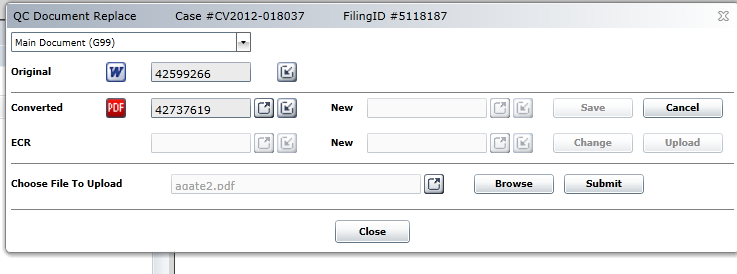 QC Document Replace Case #CV2012-018037 FilingID #5118187
Main Document (G99)
Original W 42599266
Converted PDF 42737619 New Save Cancel
ECR New Change Upload
Choose File To Upload agate2.pdf Browse Submit
Close